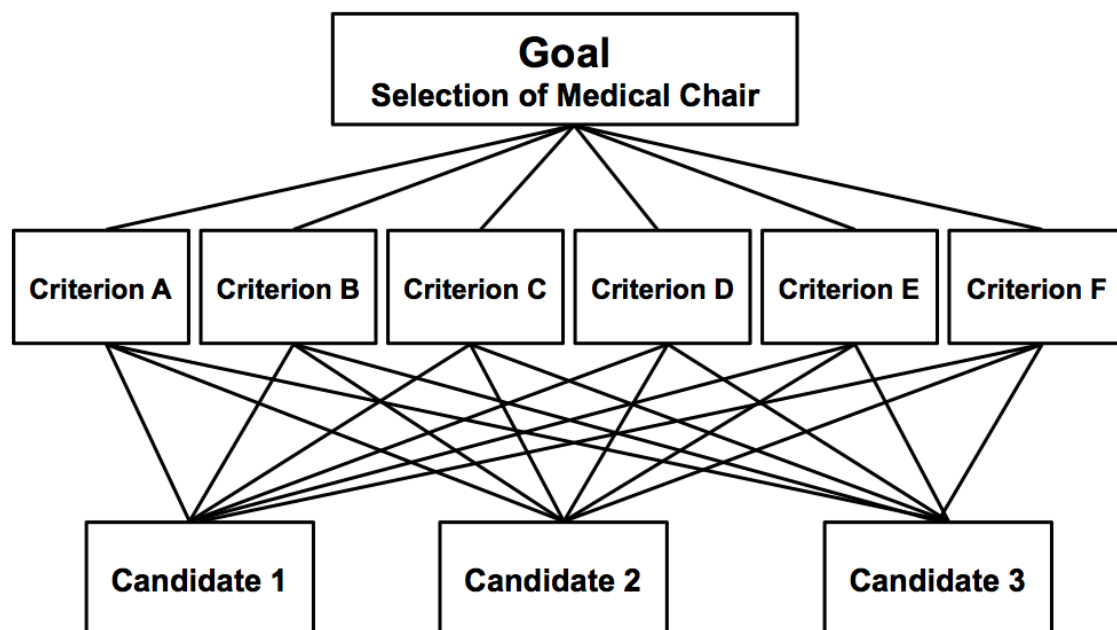 Goal
Selection of Medical Chair
Criterion A
Criterion B
Criterion C
Criterion D
Criterion E
Criterion F
Candidate 1
Candidate 2
Candidate 3